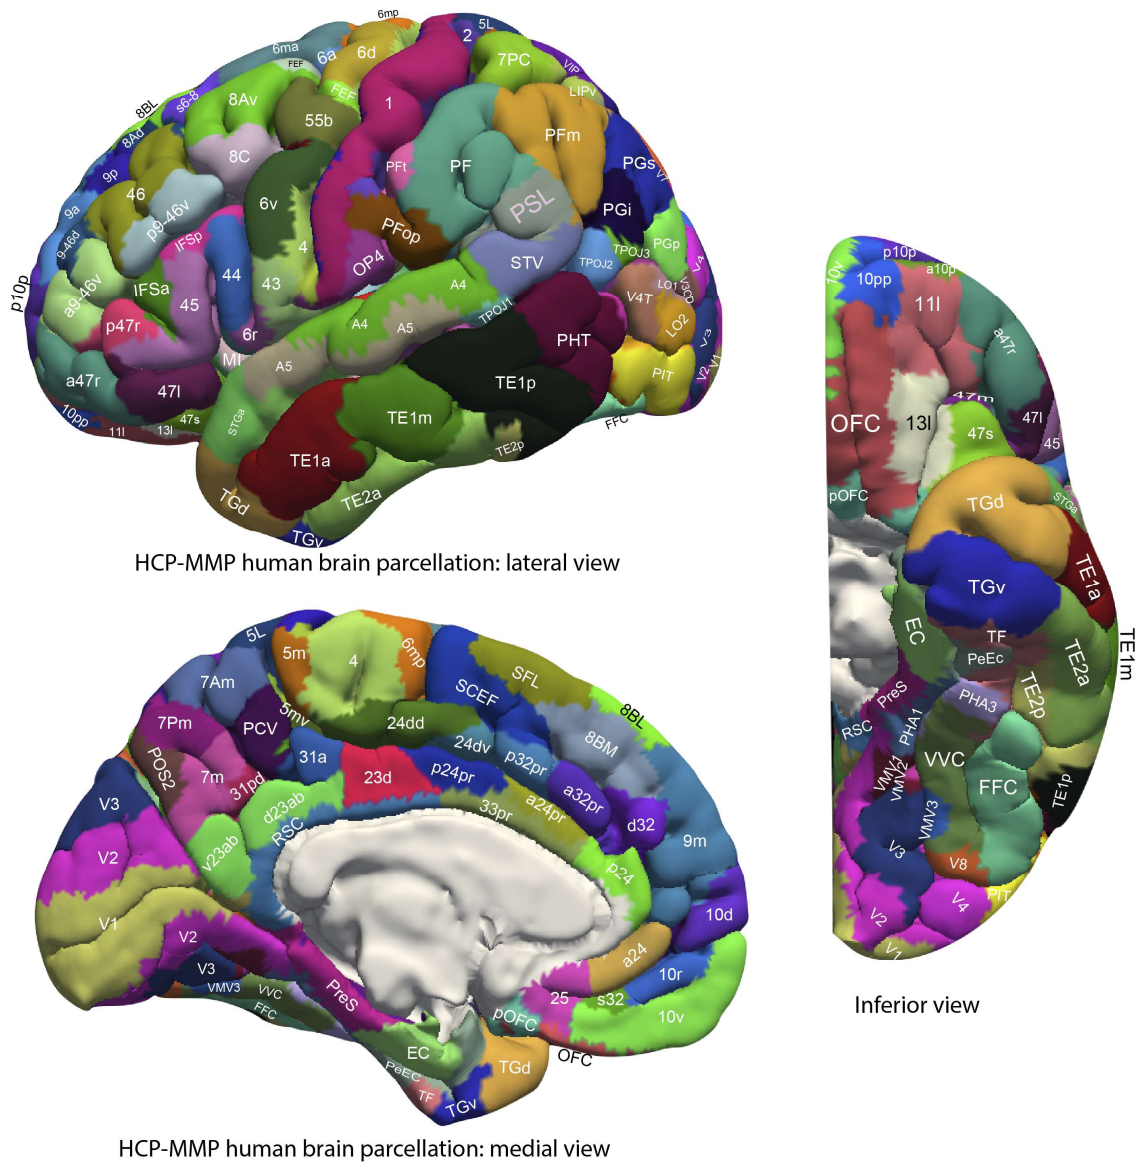 6mp
5L
2
6ma
6a
6d
7PC
FEF
VIP
s6-8
8Av
FEF
LIPv
8BL
1
55b
8Ad
PFm
8C
9p
PFt
PF
PGs
V7
46
9a
p9-46v
6v
PSL
PGi
PFop
9-46d
IFSp
4
TPOJ3
PGp
OP4
STV
TPOJ2
V4
44
43
A4
p10p
a9-46v
IFSa
45
V4T
LO1
V3CD
TPOJ1
p47r
A4
A5
LO2
6r
PHT
V3
MI
A5
a47r
47l
TE1p
PIT
V2
V1
10pp
11l
13l
47s
STGa
TE1m
FFC
TE2p
TE1a
TE2a
TGd
TGv
HCP-MMP human brain parcellation: lateral view
5L
5m
4
6mp
7Am
SCEF
SFL
8BL
7Pm
PCV
5mv
24dd
8BM
POS2
7m
31pd
31a
24dv
p32pr
23d
p24pr
a32pr
V3
d23ab
RSC
33pr
a24pr
d32
9m
V2
v23ab
p24
10d
V1
V2
a24
V3
10r
VMV3
VVC
PreS
25
s32
FFC
pOFC
10v
EC
OFC
PeEC
TGd
TF
TGv
HCP-MMP human brain parcellation: medial view
10v
p10p
a10p
10pp
11l
a47r
47m
OFC
13l
47s
47l
45
pOFC
TGd
STGa
TE1a
TGv
EC
TF
TE1m
PeEc
TE2a
PreS
PHA3
TE2p
RSC
PHA1
VVC
VMV1
VMV2
FFC
TE1p
VMV3
V3
V8
V2
V4
PIT
V1
Inferior view